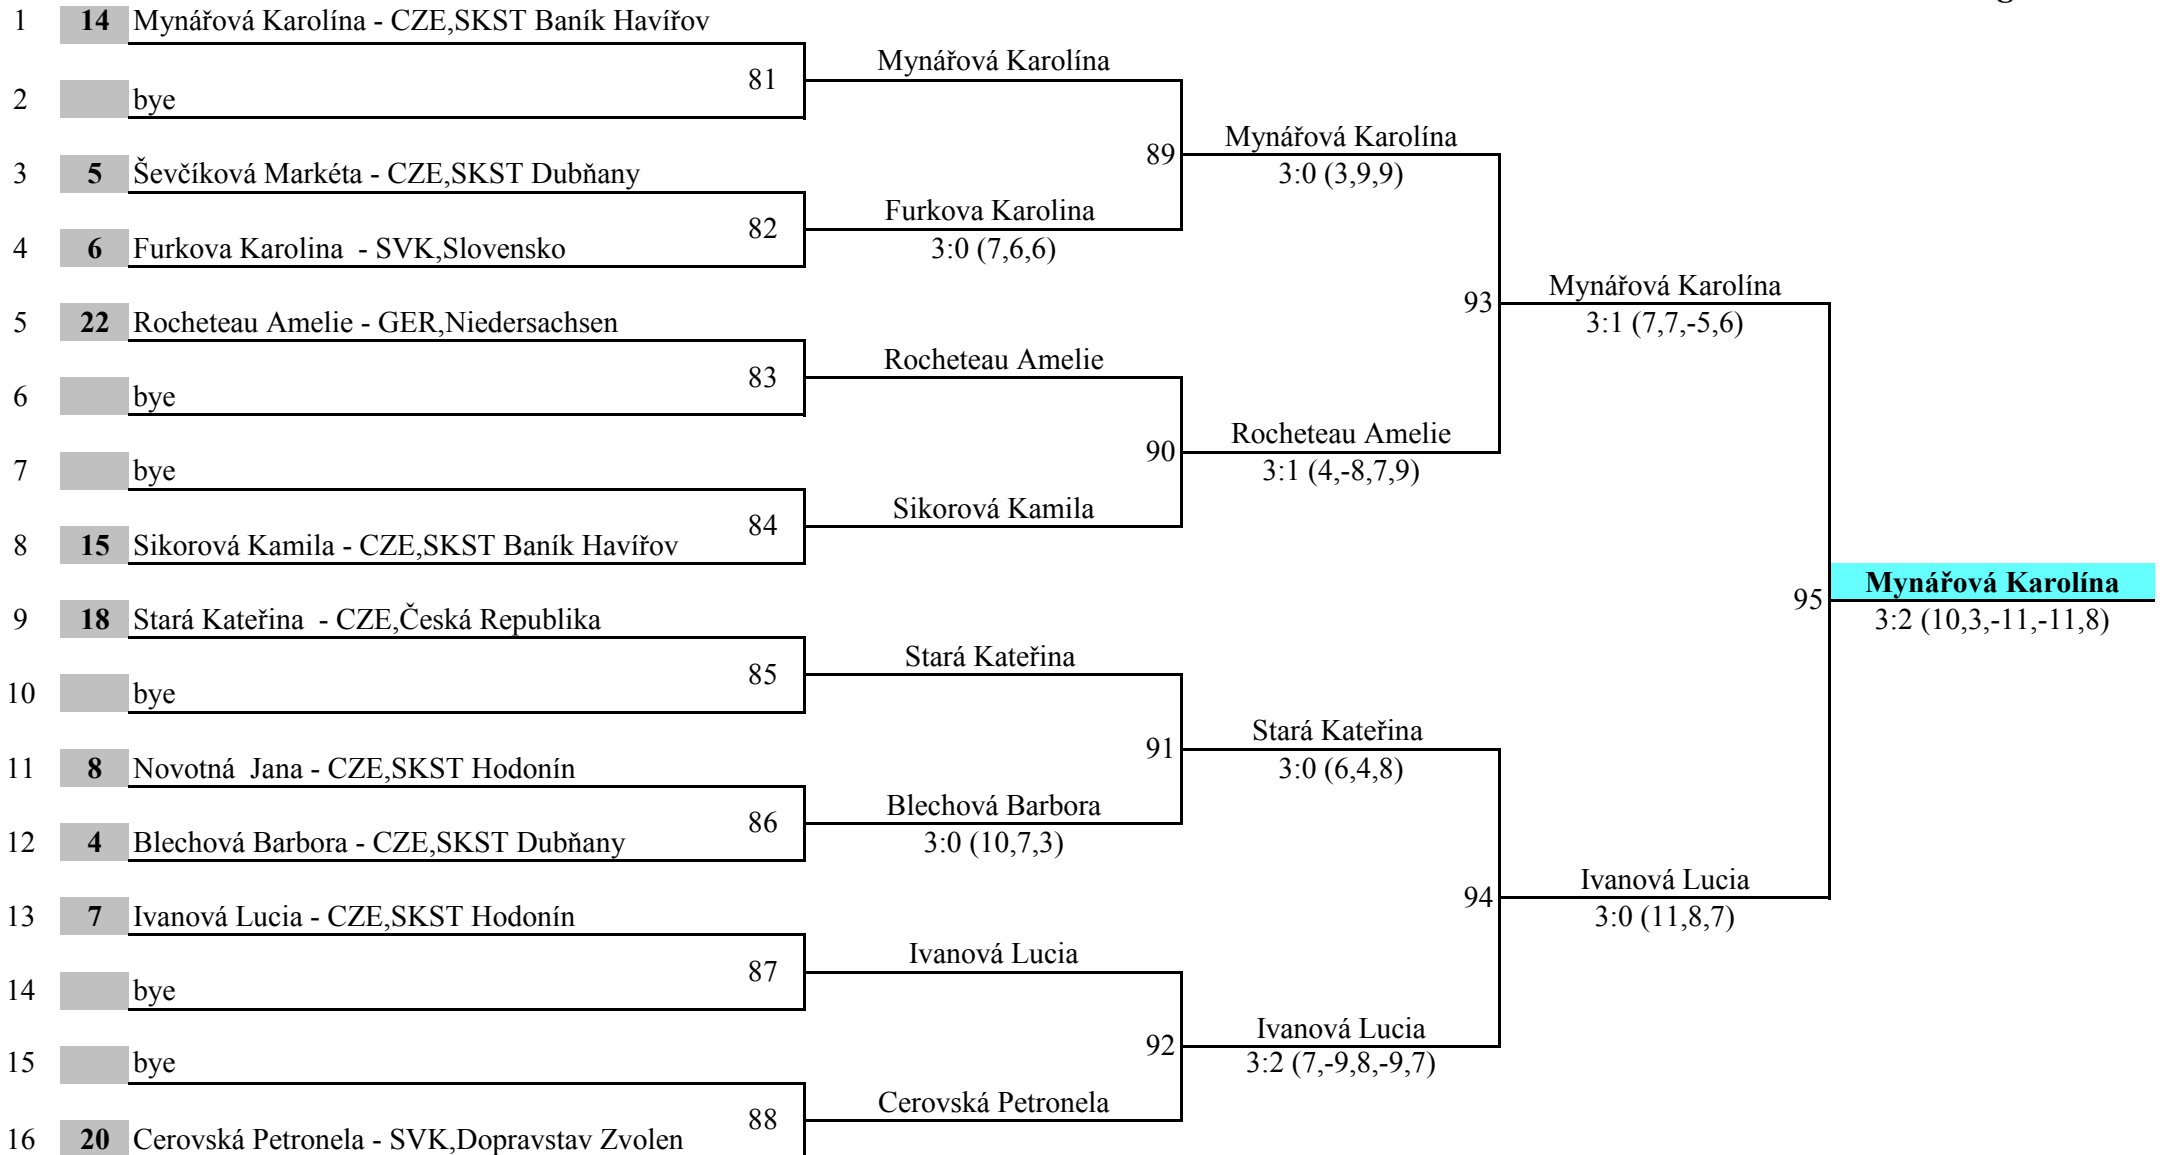 1 14 Mynářová Karolína - CZE,SKST Baník Havířov
Mynářová Karolína
81
2 bye
Mynářová Karolína
89
3:0 (3,9,9)
3 5 Ševčíková Markéta - CZE,SKST Dubňany
Furkova Karolina
82
3:0 (7,6,6)
4 6 Furkova Karolina - SVK,Slovensko
Mynářová Karolína
93
3:1 (7,7,-5,6)
5 22 Rocheteau Amelie - GER,Niedersachsen
Rocheteau Amelie
83
6 bye
Rocheteau Amelie
90
3:1 (4,-8,7,9)
7 bye
Sikorová Kamila
84
8 15 Sikorová Kamila - CZE,SKST Baník Havířov
Mynářová Karolína
95
3:2 (10,3,-11,-11,8)
9 18 Stará Kateřina - CZE,Česká Republika
Stará Kateřina
85
10 bye
Stará Kateřina
91
3:0 (6,4,8)
11 8 Novotná Jana - CZE,SKST Hodonín
Blechová Barbora
86
3:0 (10,7,3)
12 4 Blechová Barbora - CZE,SKST Dubňany
Ivanová Lucia
94
3:0 (11,8,7)
13 7 Ivanová Lucia - CZE,SKST Hodonín
Ivanová Lucia
87
14 bye
Ivanová Lucia
92
3:2 (7,-9,8,-9,7)
15 bye
Cerovská Petronela
88
16 20 Cerovská Petronela - SVK,Dopravstav Zvolen